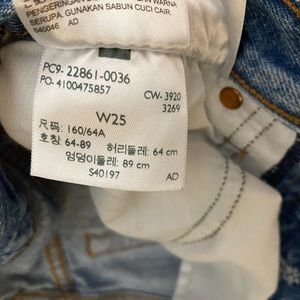 PENGERINGAN
SERUPA. GUNAKAN SABUN CUCI CAIR.
S40046 AD
PC9- 22861-0036
PO- 4100475857
CW- 3920
3269
W25
尺码: 160/64A
호칭: 64-89 허리둘레: 64 cm
엉덩이둘레: 89 cm
S40197 AD